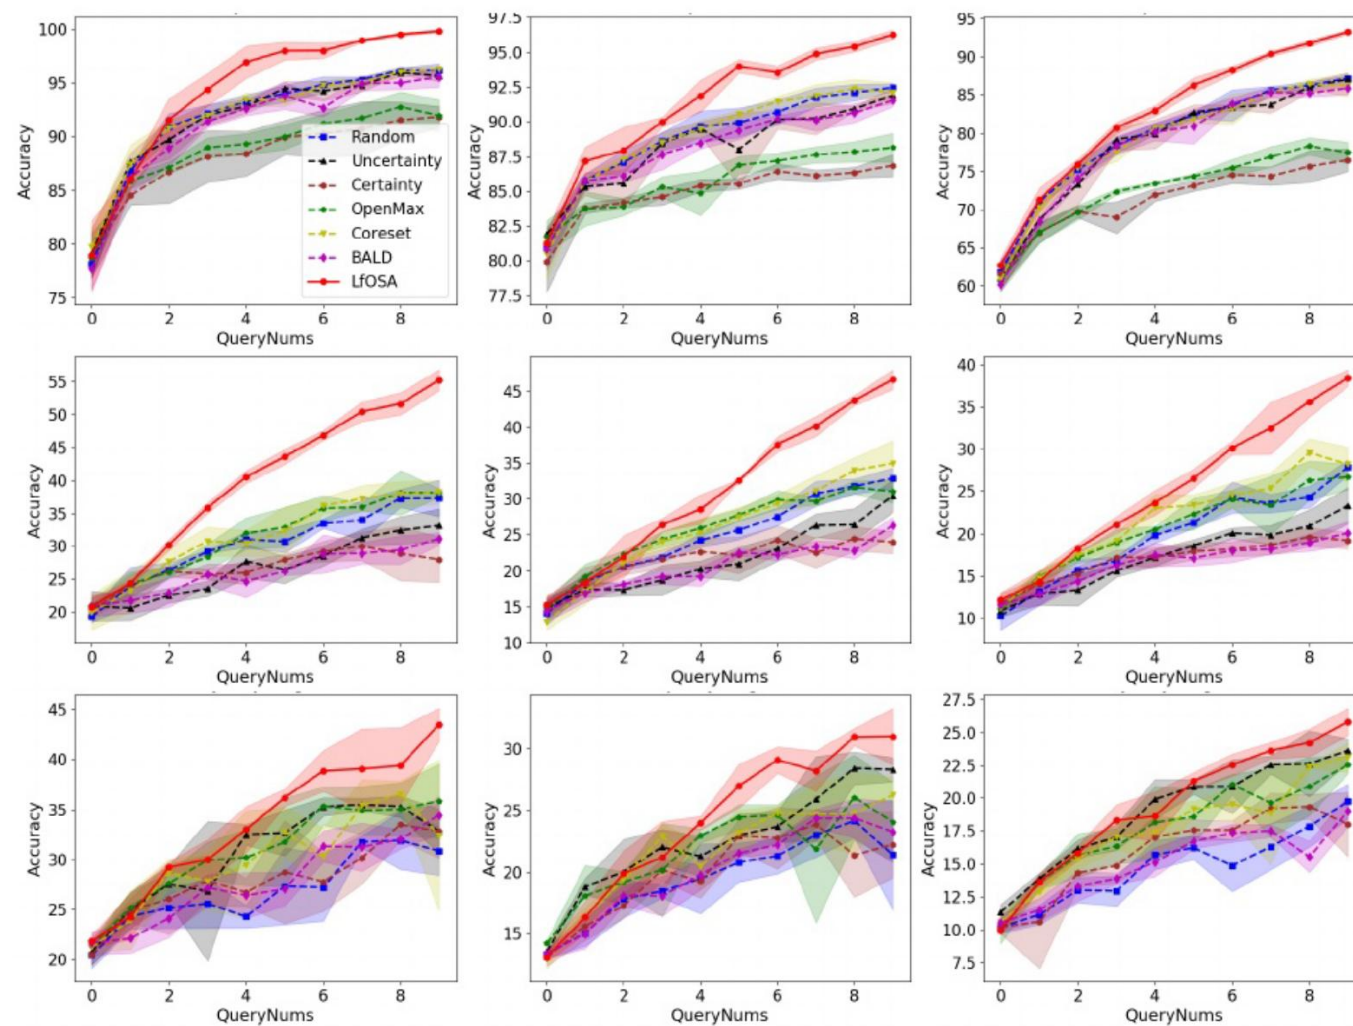 100
95
90
85
80
75
Accuracy
0 2 4 6 8
QueryNums
Random
Uncertainty
Certainty
OpenMax
Coreset
BALD
LfOSA
97.5
95.0
92.5
90.0
87.5
85.0
82.5
80.0
77.5
Accuracy
0 2 4 6 8
QueryNums
95
90
85
80
75
70
65
60
Accuracy
0 2 4 6 8
QueryNums
55
50
45
40
35
30
25
20
Accuracy
0 2 4 6 8
QueryNums
45
40
35
30
25
20
15
10
Accuracy
0 2 4 6 8
QueryNums
40
35
30
25
20
15
10
Accuracy
0 2 4 6 8
QueryNums
45
40
35
30
25
20
Accuracy
0 2 4 6 8
QueryNums
30
25
20
15
Accuracy
0 2 4 6 8
QueryNums
27.5
25.0
22.5
20.0
17.5
15.0
12.5
10.0
7.5
Accuracy
0 2 4 6 8
QueryNums